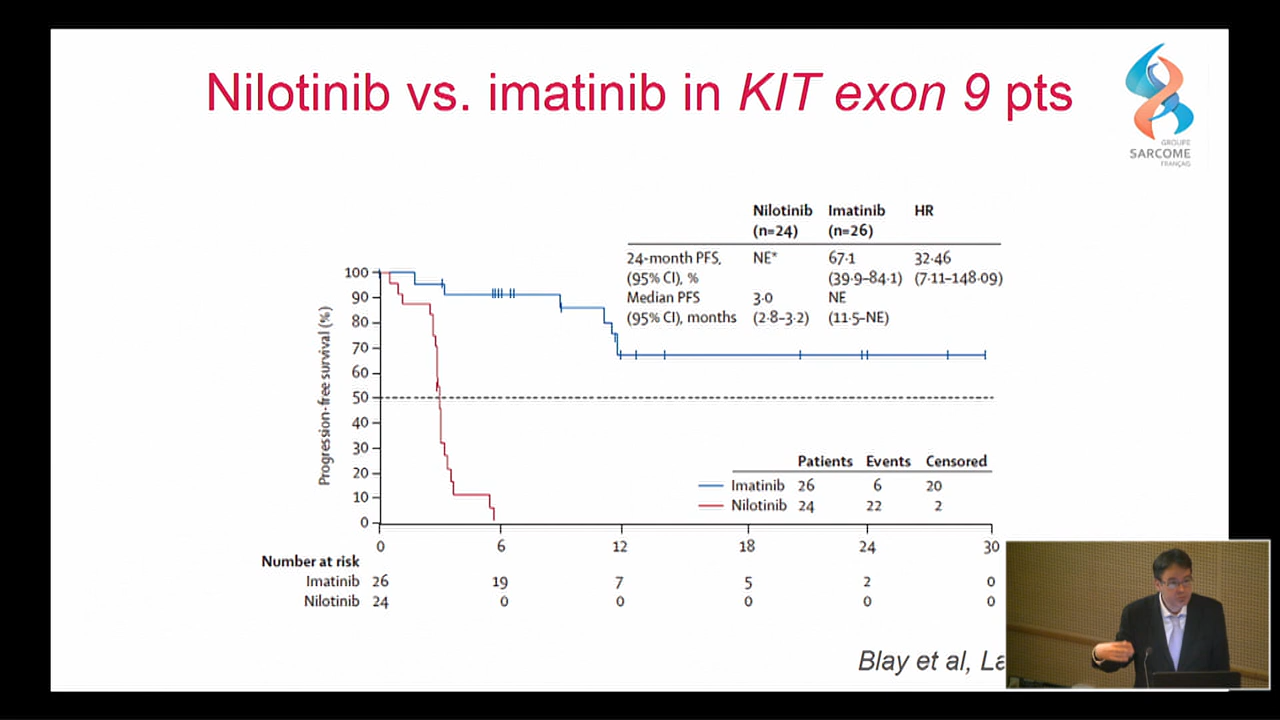 Nilotinib vs. imatinib in KIT exon 9 pts
GROUPE
SARCOME
FRANÇAIS
Nilotinib Imatinib HR
(n=24) (n=26)
24-month PFS, NE* 67·1 32·46
(95% CI), % (39·9–84·1) (7·11–148·09)
Median PFS 3·0 NE
(95% CI), months (2·8–3·2) (11·5–NE)
Progression-free survival (%)
100
90
80
70
60
50
40
30
20
10
0
Patients Events Censored
Imatinib 26 6 20
Nilotinib 24 22 2
0 6 12 18 24 30
Number at risk
Imatinib 26 19 7 5 2 0
Nilotinib 24 0 0 0 0 0
Blay et al, La